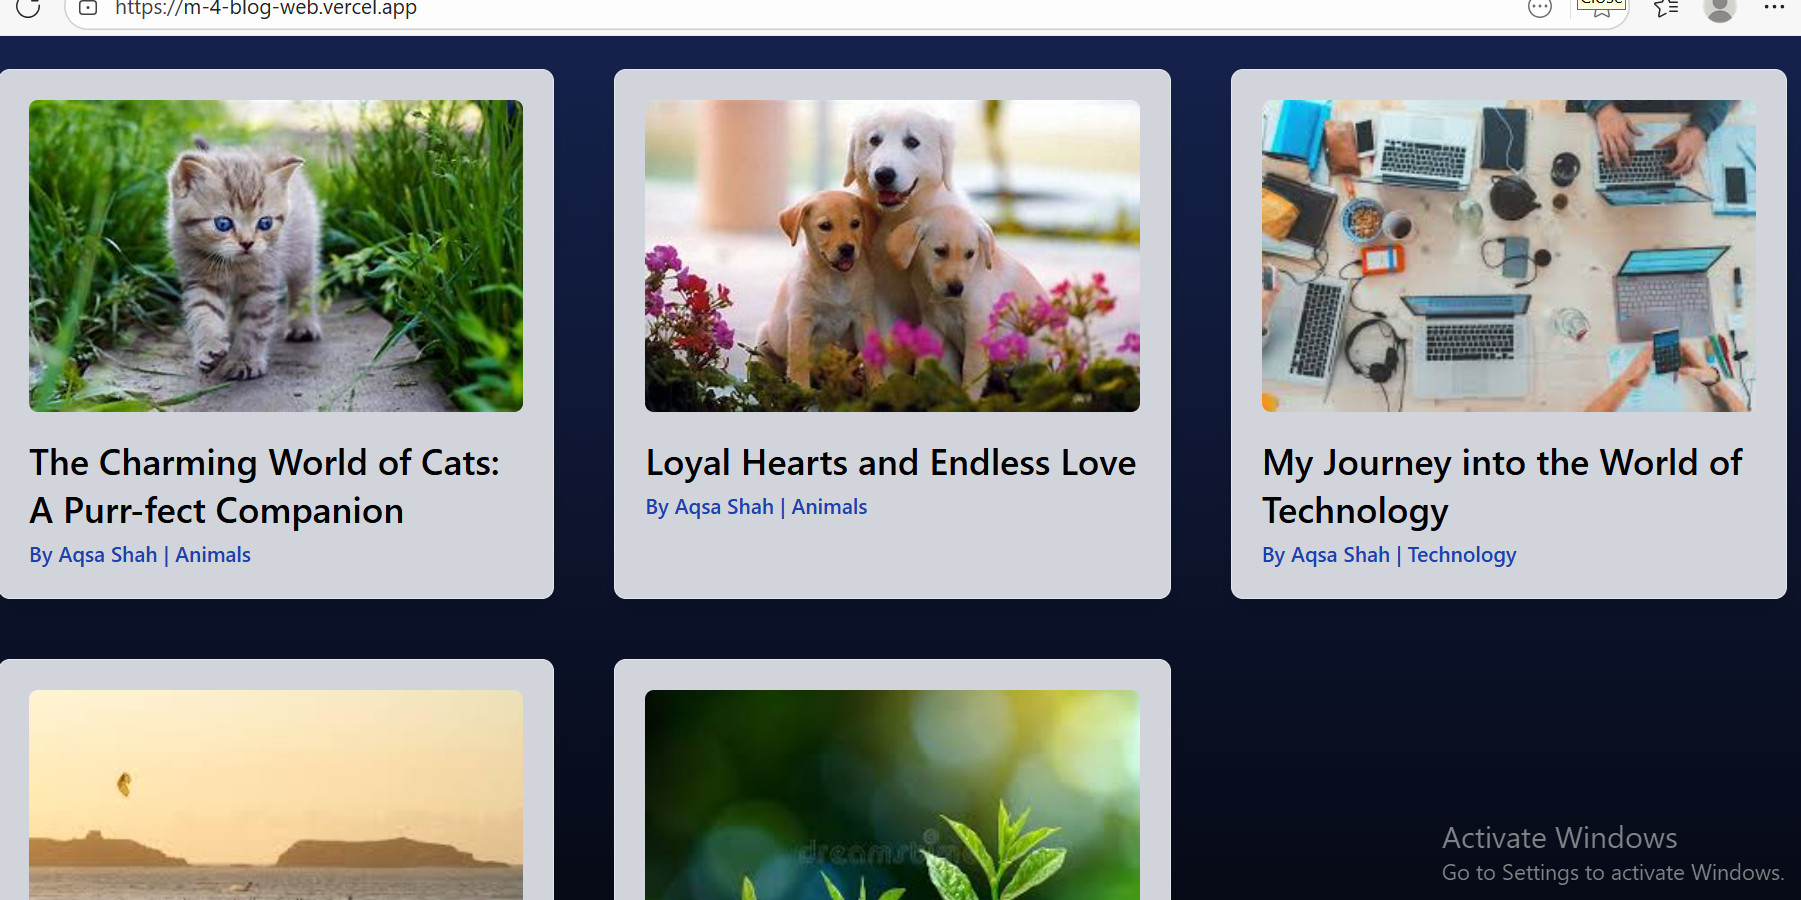 https://m-4-blog-web.vercel.app
Close
The Charming World of Cats:
A Purr-fect Companion
By Aqsa Shah | Animals
Loyal Hearts and Endless Love
By Aqsa Shah | Animals
My Journey into the World of
Technology
By Aqsa Shah | Technology
dreamstime
Activate Windows
Go to Settings to activate Windows.